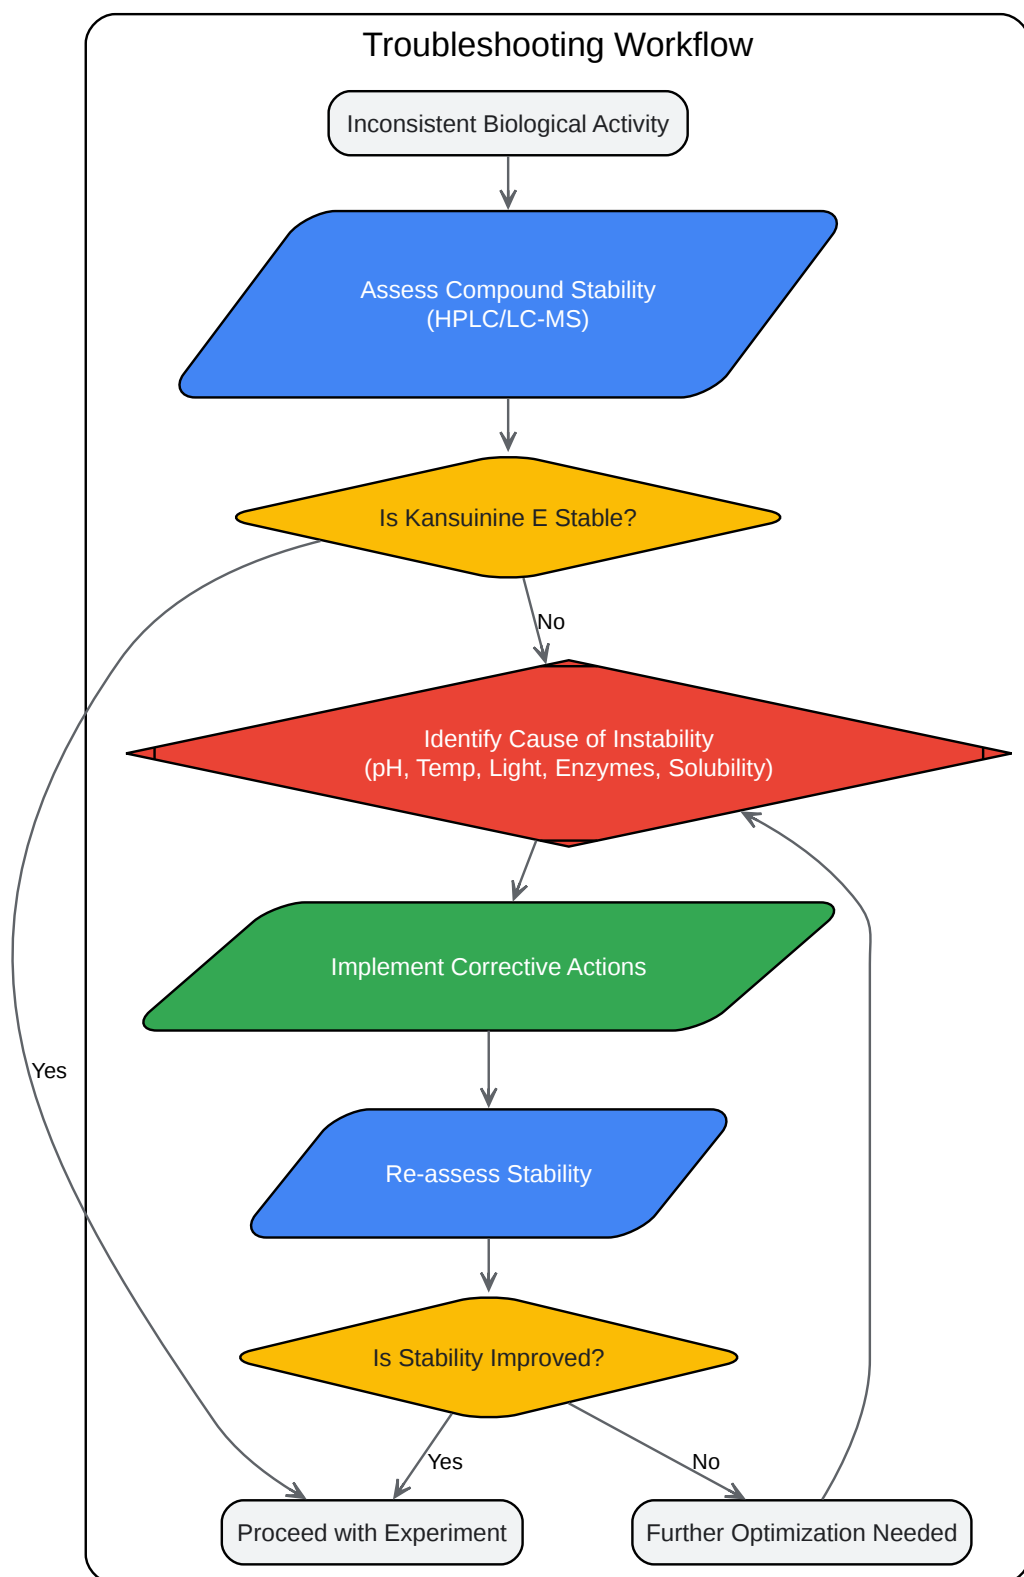 Troubleshooting Workflow
Inconsistent Biological Activity
Assess Compound Stability
(HPLC/LC-MS)
Is Kansuinine E Stable?
No
Identify Cause of Instability
(pH, Temp, Light, Enzymes, Solubility)
Implement Corrective Actions
Yes
Re-assess Stability
Is Stability Improved?
Yes
No
Proceed with Experiment
Further Optimization Needed